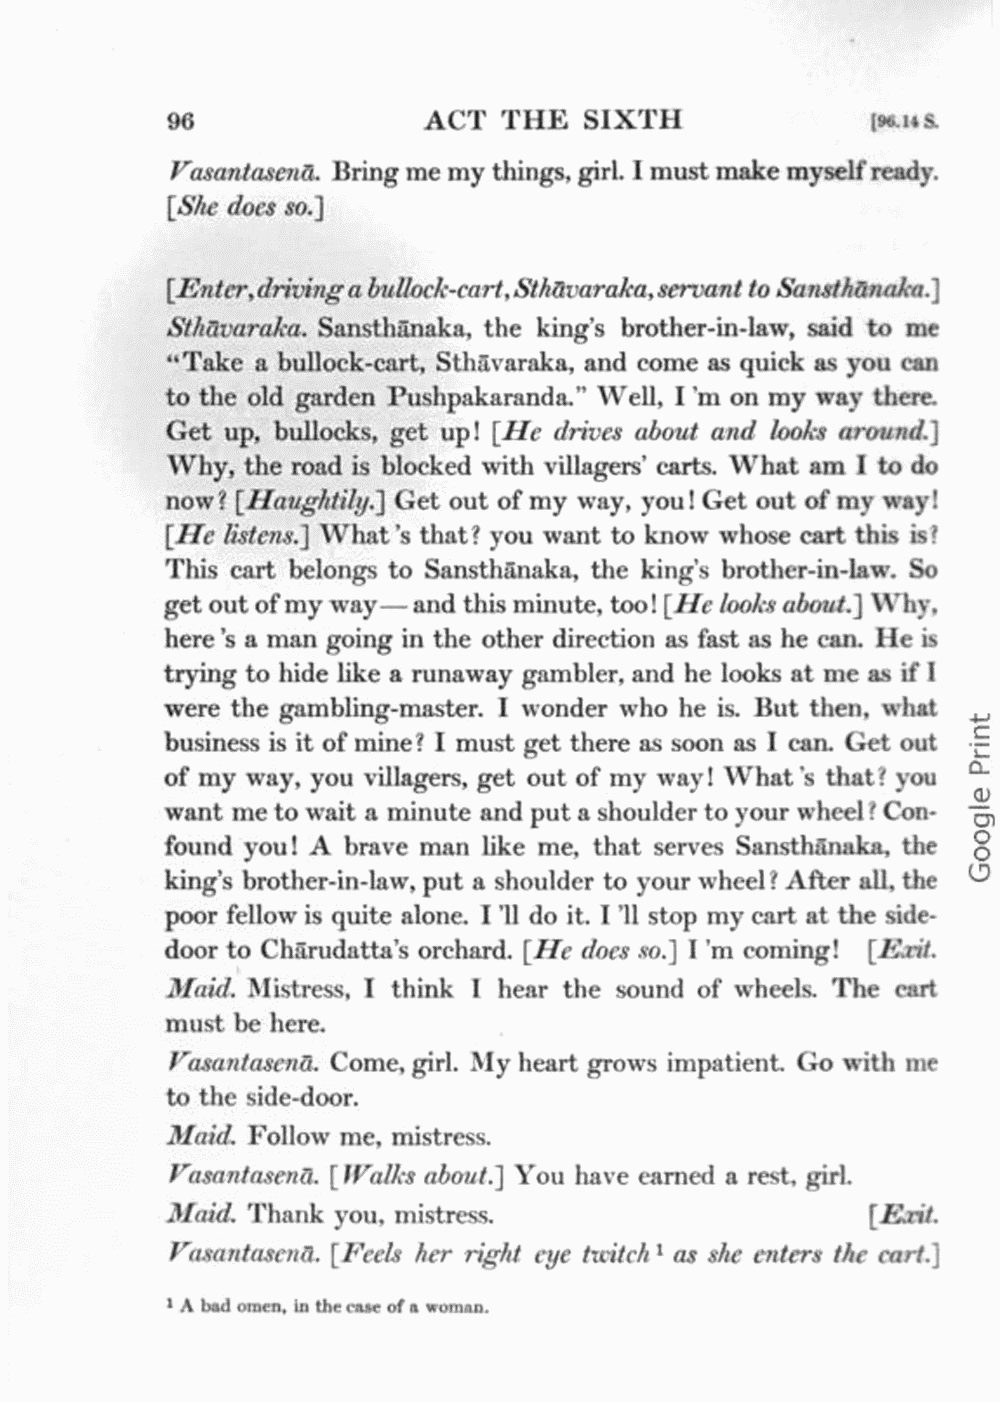 96 ACT THE SIXTH [96.14 S.
Vasantasenā. Bring me my things, girl. I must make myself ready.
[She does so.]
[Enter, driving a bullock-cart, Sthāvaraka, servant to Sansthānaka.]
Sthāvaraka. Sansthānaka, the king's brother-in-law, said to me
“Take a bullock-cart, Sthāvaraka, and come as quick as you can
to the old garden Pushpakaranda.” Well, I 'm on my way there.
Get up, bullocks, get up! [He drives about and looks around.]
Why, the road is blocked with villagers' carts. What am I to do
now? [Haughtily.] Get out of my way, you! Get out of my way!
[He listens.] What 's that? you want to know whose cart this is?
This cart belongs to Sansthānaka, the king's brother-in-law. So
get out of my way—and this minute, too! [He looks about.] Why,
here 's a man going in the other direction as fast as he can. He is
trying to hide like a runaway gambler, and he looks at me as if I
were the gambling-master. I wonder who he is. But then, what
business is it of mine? I must get there as soon as I can. Get out
of my way, you villagers, get out of my way! What 's that? you
want me to wait a minute and put a shoulder to your wheel? Con-
found you! A brave man like me, that serves Sansthānaka, the
king's brother-in-law, put a shoulder to your wheel? After all, the
poor fellow is quite alone. I 'll do it. I 'll stop my cart at the side-
door to Chārudatta's orchard. [He does so.] I 'm coming! [Exit.
Maid. Mistress, I think I hear the sound of wheels. The cart
must be here.
Vasantasenā. Come, girl. My heart grows impatient. Go with me
to the side-door.
Maid. Follow me, mistress.
Vasantasenā. [Walks about.] You have earned a rest, girl.
Maid. Thank you, mistress. [Exit.
Vasantasenā. [Feels her right eye twitch¹ as she enters the cart.]
¹ A bad omen, in the case of a woman.
Google Print